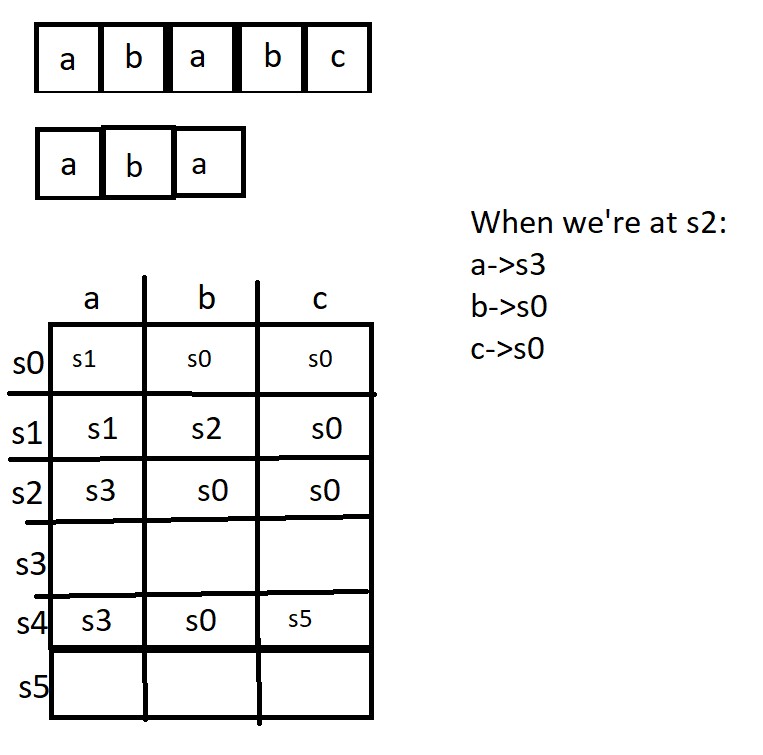 a b a b c
a b a
When we're at s2:
a->s3
b->s0
c->s0
a b c
s0 s1 s0 s0
s1 s1 s2 s0
s2 s3 s0 s0
s3
s4 s3 s0 s5
s5